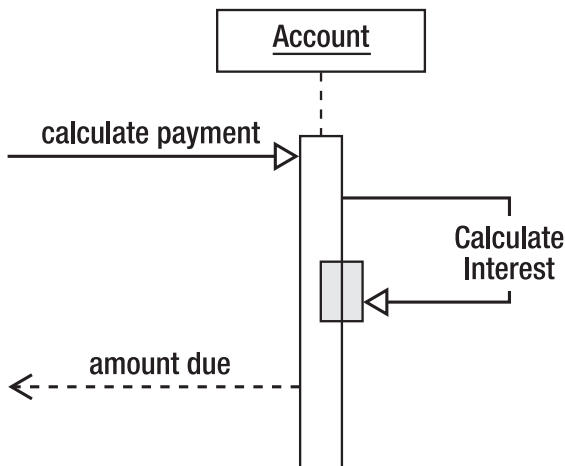 Account
calculate payment
Calculate
Interest
amount due